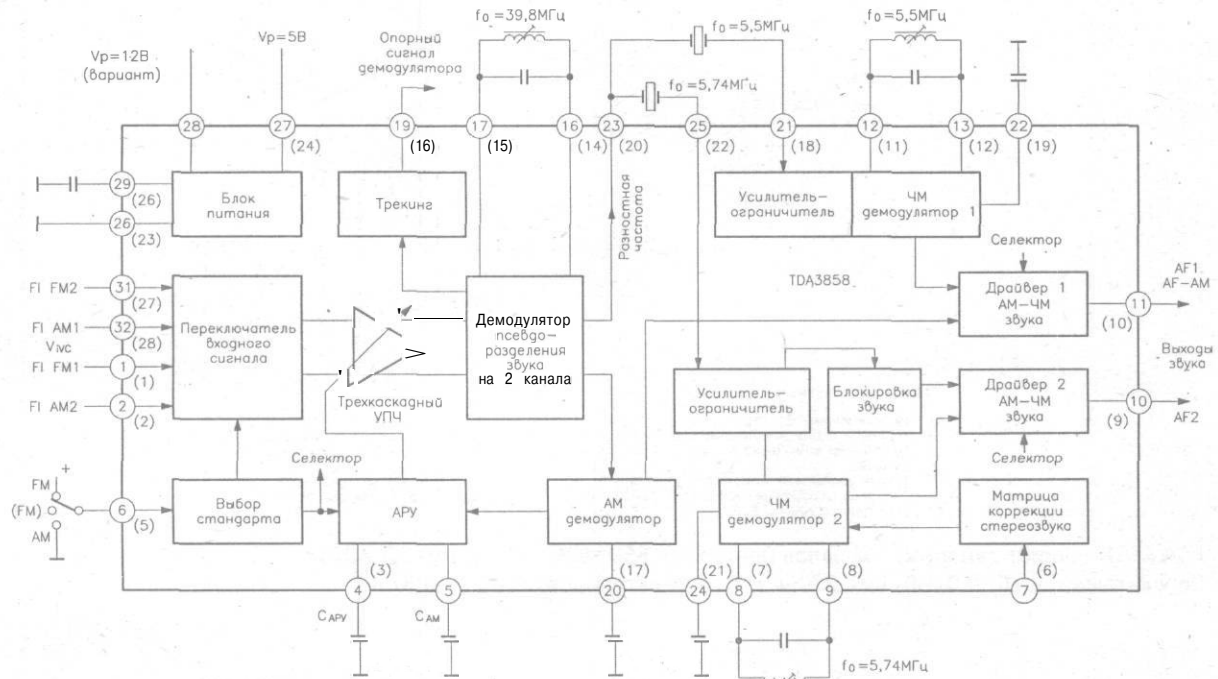 f₀=39,8МГц
f₀=5,5МГц
f₀=5,5МГц
Vp=5В
Опорный
сигнал
демодулятора
Vp=12В
(вариант)
f₀=5,74МГц
28
27
19
17
16
23
25
21
12
13
22
(24)
(16)
(15)
(14)
(20)
(22)
(18)
(11)
(12)
(19)
29
(26)
26
(23)
Блок
питания
Трекинг
Разностная
частота
Усилитель-
ограничитель
ЧМ
демодулятор 1
Селектор
TDA3858
FI FM2
31
(27)
FI AM1
32
(28)
VIVC
FI FM1
1
(1)
FI AM2
2
(2)
Переключатель
входного
сигнала
Трехкаскадный
УПЧ
Демодулятор
псевдо-
разделения
звука
на 2 канала
Драйвер 1
АМ-ЧМ
звука
11
(10)
AF1
AF-AM
Выходы
звука
Усилитель-
ограничитель
Блокировка
звука
Драйвер 2
АМ-ЧМ
звука
10
(9)
AF2
Селектор
Селектор
+
FM
(FM)
AM
6
(5)
Выбор
стандарта
АРУ
АМ
демодулятор
ЧМ
демодулятор 2
Матрица
коррекции
стереозвука
(3)
(17)
(21)
(7)
(8)
(6)
4
5
20
24
8
9
7
CАРУ
CАМ
f₀=5,74МГц